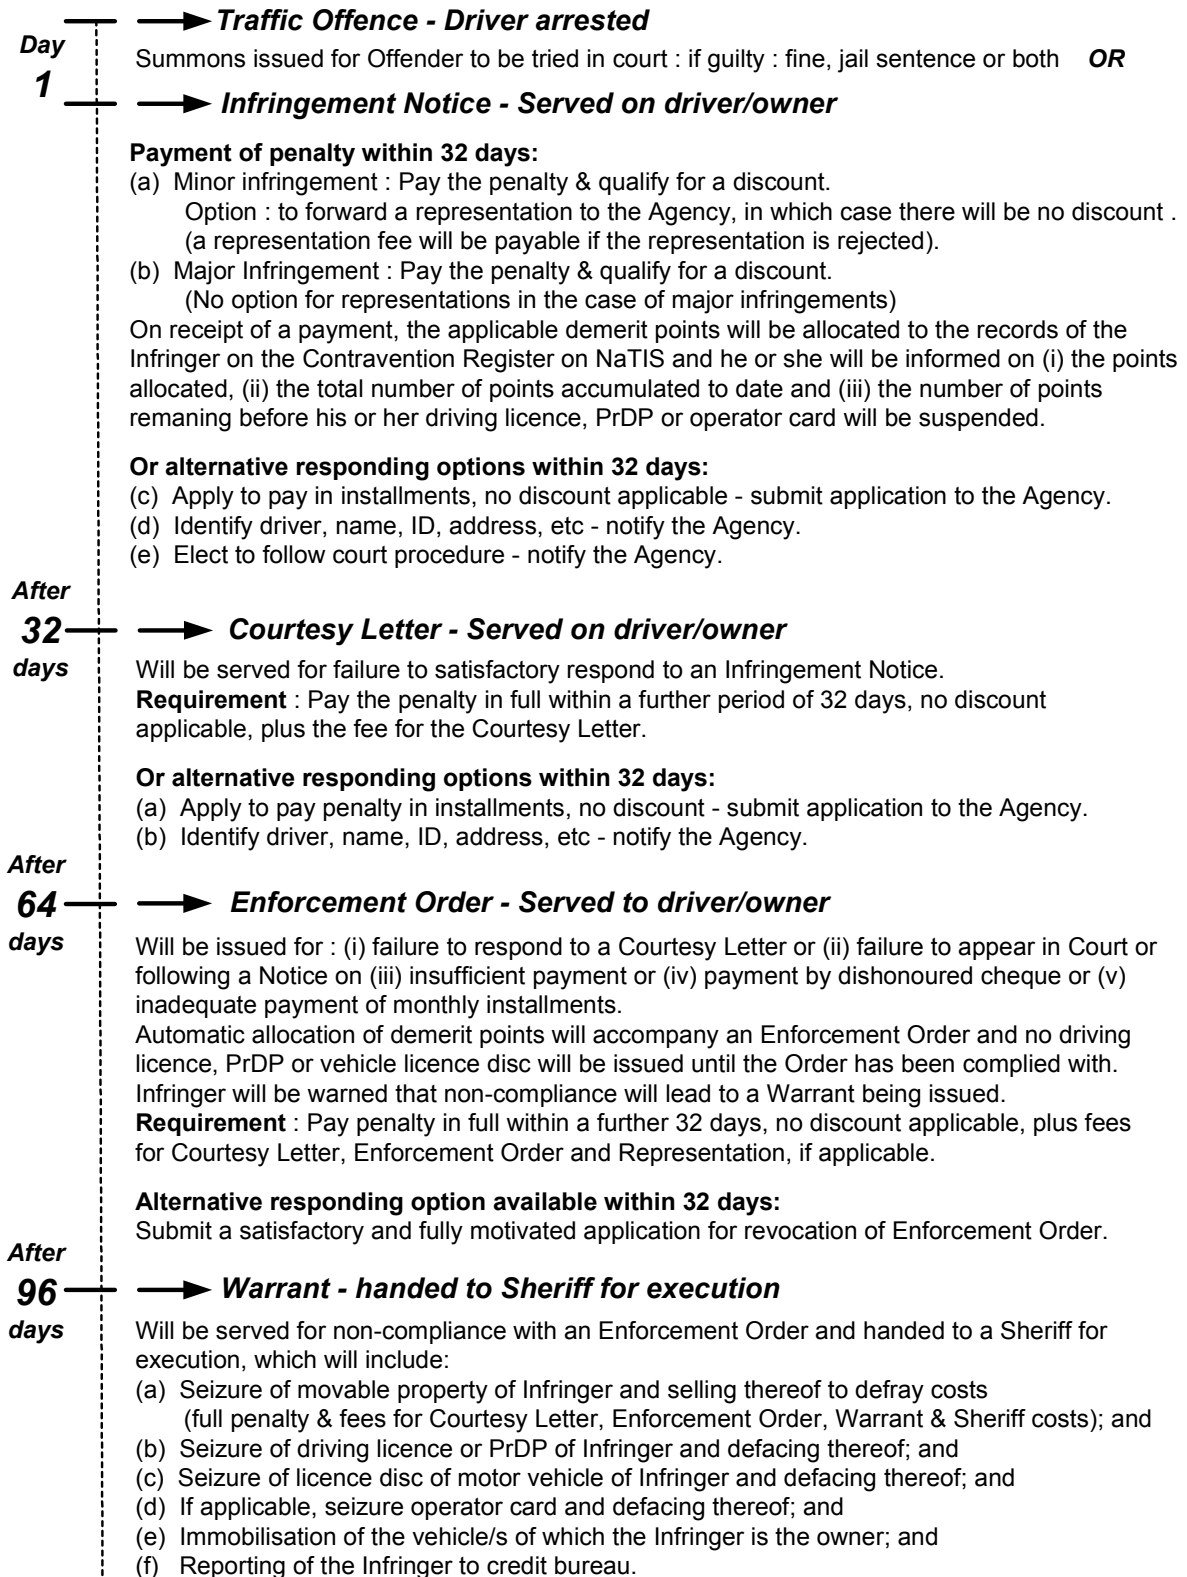 Traffic Offence - Driver arrested
Day
1
Summons issued for Offender to be tried in court : if guilty : fine, jail sentence or both OR
Infringement Notice - Served on driver/owner
Payment of penalty within 32 days:
(a) Minor infringement : Pay the penalty & qualify for a discount.
Option : to forward a representation to the Agency, in which case there will be no discount .
(a representation fee will be payable if the representation is rejected).
(b) Major Infringement : Pay the penalty & qualify for a discount.
(No option for representations in the case of major infringements)
On receipt of a payment, the applicable demerit points will be allocated to the records of the
Infringer on the Contravention Register on NaTIS and he or she will be informed on (i) the points
allocated, (ii) the total number of points accumulated to date and (iii) the number of points
remaning before his or her driving licence, PrDP or operator card will be suspended.
Or alternative responding options within 32 days:
(c) Apply to pay in installments, no discount applicable - submit application to the Agency.
(d) Identify driver, name, ID, address, etc - notify the Agency.
(e) Elect to follow court procedure - notify the Agency.
After
32
days
Courtesy Letter - Served on driver/owner
Will be served for failure to satisfactory respond to an Infringement Notice.
Requirement : Pay the penalty in full within a further period of 32 days, no discount
applicable, plus the fee for the Courtesy Letter.
Or alternative responding options within 32 days:
(a) Apply to pay penalty in installments, no discount - submit application to the Agency.
(b) Identify driver, name, ID, address, etc - notify the Agency.
After
64
days
Enforcement Order - Served to driver/owner
Will be issued for : (i) failure to respond to a Courtesy Letter or (ii) failure to appear in Court or
following a Notice on (iii) insufficient payment or (iv) payment by dishonoured cheque or (v)
inadequate payment of monthly installments.
Automatic allocation of demerit points will accompany an Enforcement Order and no driving
licence, PrDP or vehicle licence disc will be issued until the Order has been complied with.
Infringer will be warned that non-compliance will lead to a Warrant being issued.
Requirement : Pay penalty in full within a further 32 days, no discount applicable, plus fees
for Courtesy Letter, Enforcement Order and Representation, if applicable.
Alternative responding option available within 32 days:
Submit a satisfactory and fully motivated application for revocation of Enforcement Order.
After
96
days
Warrant - handed to Sheriff for execution
Will be served for non-compliance with an Enforcement Order and handed to a Sheriff for
execution, which will include:
(a) Seizure of movable property of Infringer and selling thereof to defray costs
(full penalty & fees for Courtesy Letter, Enforcement Order, Warrant & Sheriff costs); and
(b) Seizure of driving licence or PrDP of Infringer and defacing thereof; and
(c) Seizure of licence disc of motor vehicle of Infringer and defacing thereof; and
(d) If applicable, seizure operator card and defacing thereof; and
(e) Immobilisation of the vehicle/s of which the Infringer is the owner; and
(f) Reporting of the Infringer to credit bureau.